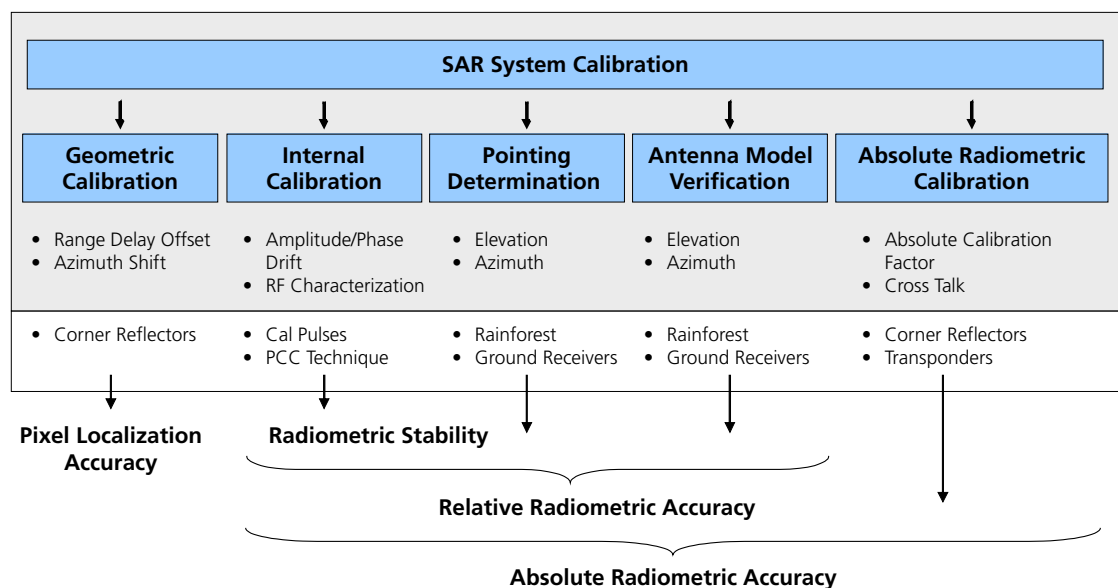 SAR System Calibration
Geometric
Calibration
Internal
Calibration
Pointing
Determination
Antenna Model
Verification
Absolute Radiometric
Calibration
• Range Delay Offset
• Azimuth Shift
• Amplitude/Phase
Drift
• RF Characterization
• Elevation
• Azimuth
• Elevation
• Azimuth
• Absolute Calibration
Factor
• Cross Talk
• Corner Reflectors
• Cal Pulses
• PCC Technique
• Rainforest
• Ground Receivers
• Rainforest
• Ground Receivers
• Corner Reflectors
• Transponders
Pixel Localization
Accuracy
Radiometric Stability
Relative Radiometric Accuracy
Absolute Radiometric Accuracy